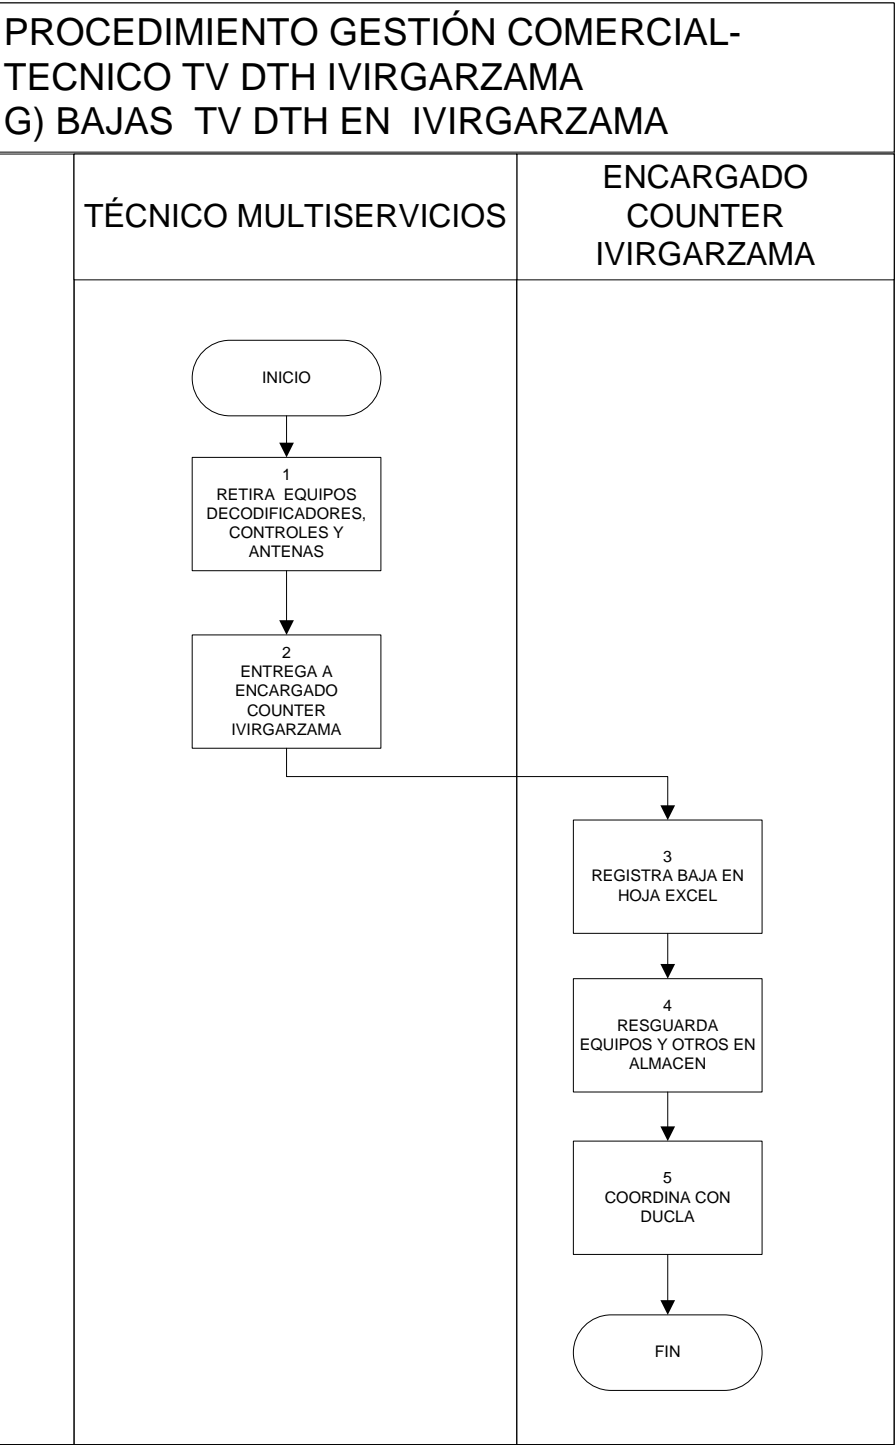 PROCEDIMIENTO GESTIÓN COMERCIAL-
TECNICO TV DTH IVIRGARZAMA
G) BAJAS TV DTH EN IVIRGARZAMA
TÉCNICO MULTISERVICIOS
ENCARGADO
COUNTER
IVIRGARZAMA
INICIO
1
RETIRA EQUIPOS
DECODIFICADORES,
CONTROLES Y
ANTENAS
2
ENTREGA A
ENCARGADO
COUNTER
IVIRGARZAMA
3
REGISTRA BAJA EN
HOJA EXCEL
4
RESGUARDA
EQUIPOS Y OTROS EN
ALMACEN
5
COORDINA CON
DUCLA
FIN